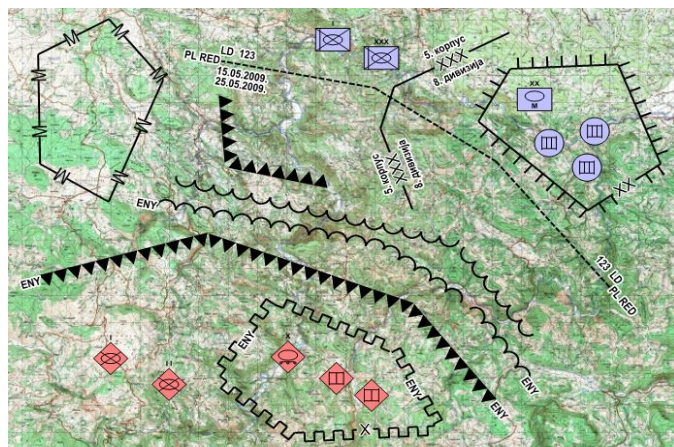 I
XXX
LD 123
PL RED
15.05.2009.
25.05.2009.
5. корпус
XXX
8. дивизија
XX
M
5. корпус
XXX
8. дивизија
XX
ENY
ENY
123 LD
PL RED
I
II
ENY
X
ENY
X
ENY
ENY